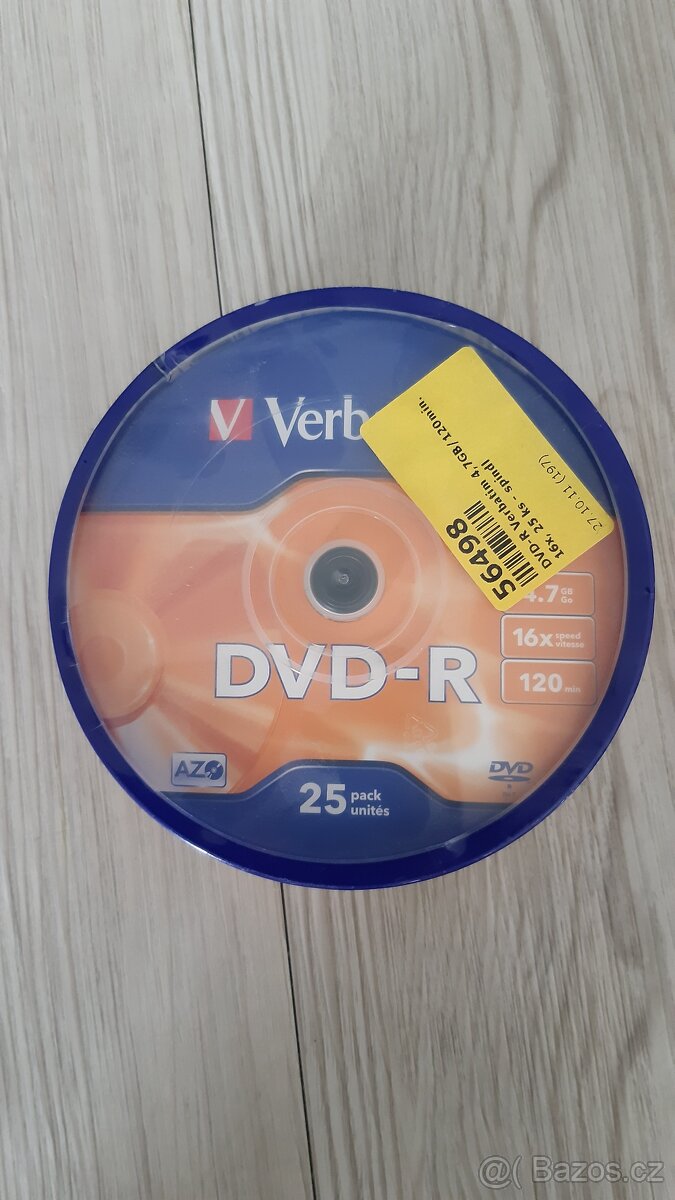 Verb
27.10.11 (197)
DVD-R Verbatim 4,7GB/120min.
16x, 25 ks - spindl
56498
4.7 GB
Go
16x speed
vitesse
DVD-R
120 min
AZO
DVD
R
25 pack
unités
@( Bazos.cz